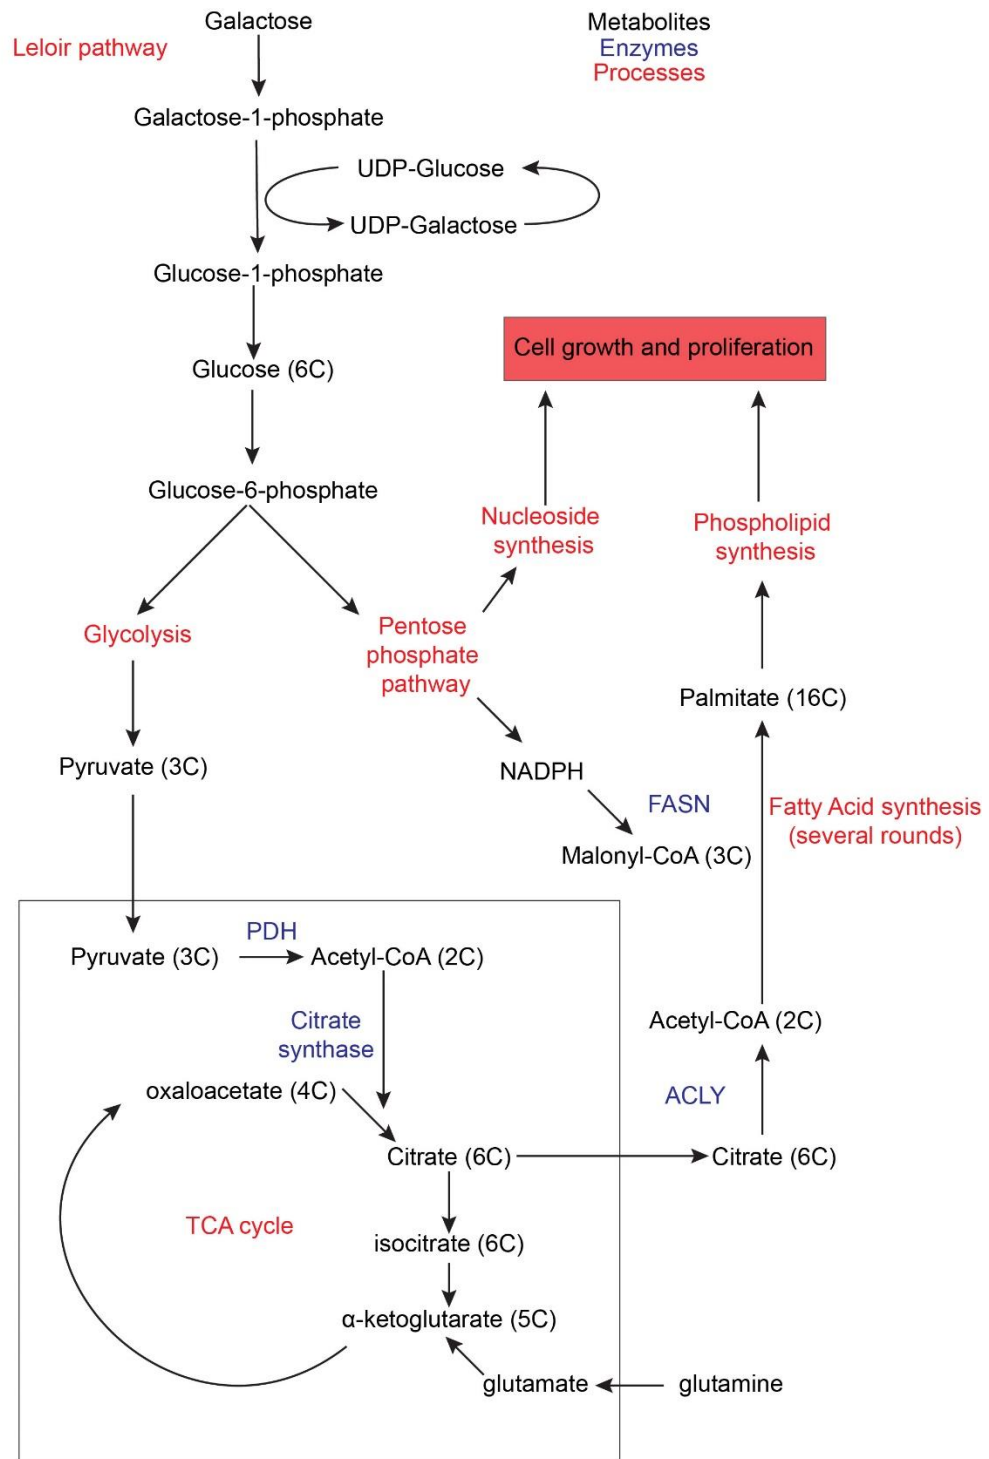 Galactose
Leloir pathway
Metabolites
Enzymes
Processes
Galactose-1-phosphate
UDP-Glucose
UDP-Galactose
Glucose-1-phosphate
Glucose (6C)
Cell growth and proliferation
Glucose-6-phosphate
Nucleoside
synthesis
Phospholipid
synthesis
Glycolysis
Pentose
phosphate
pathway
Palmitate (16C)
Pyruvate (3C)
NADPH
FASN
Fatty Acid synthesis
(several rounds)
Malonyl-CoA (3C)
PDH
Pyruvate (3C)
Acetyl-CoA (2C)
Citrate
synthase
Acetyl-CoA (2C)
oxaloacetate (4C)
ACLY
Citrate (6C)
Citrate (6C)
TCA cycle
isocitrate (6C)
α-ketoglutarate (5C)
glutamate
glutamine